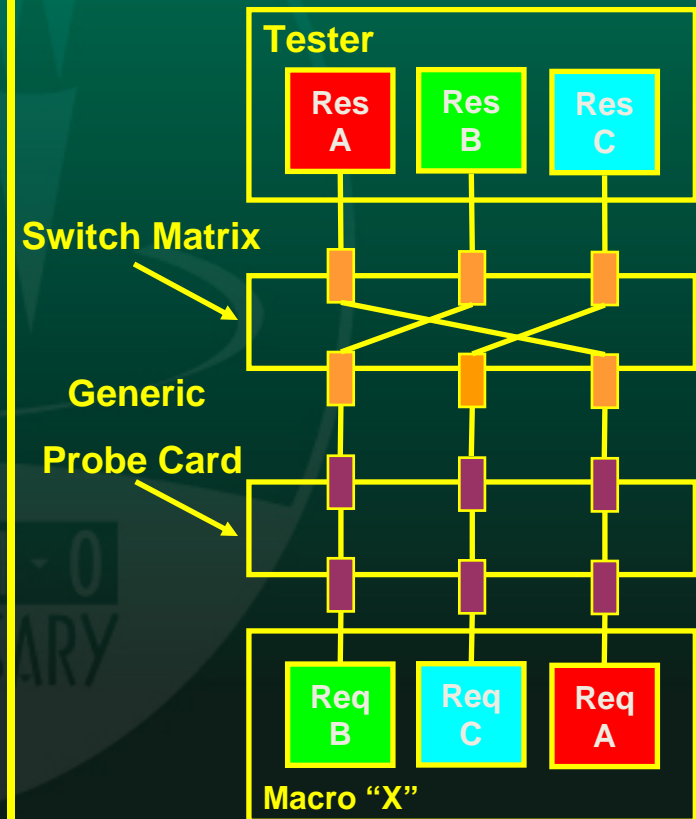 Tester
Res
A
Res
B
Res
C
Switch Matrix
Generic
Probe Card
Req
B
Req
C
Req
A
Macro “X”